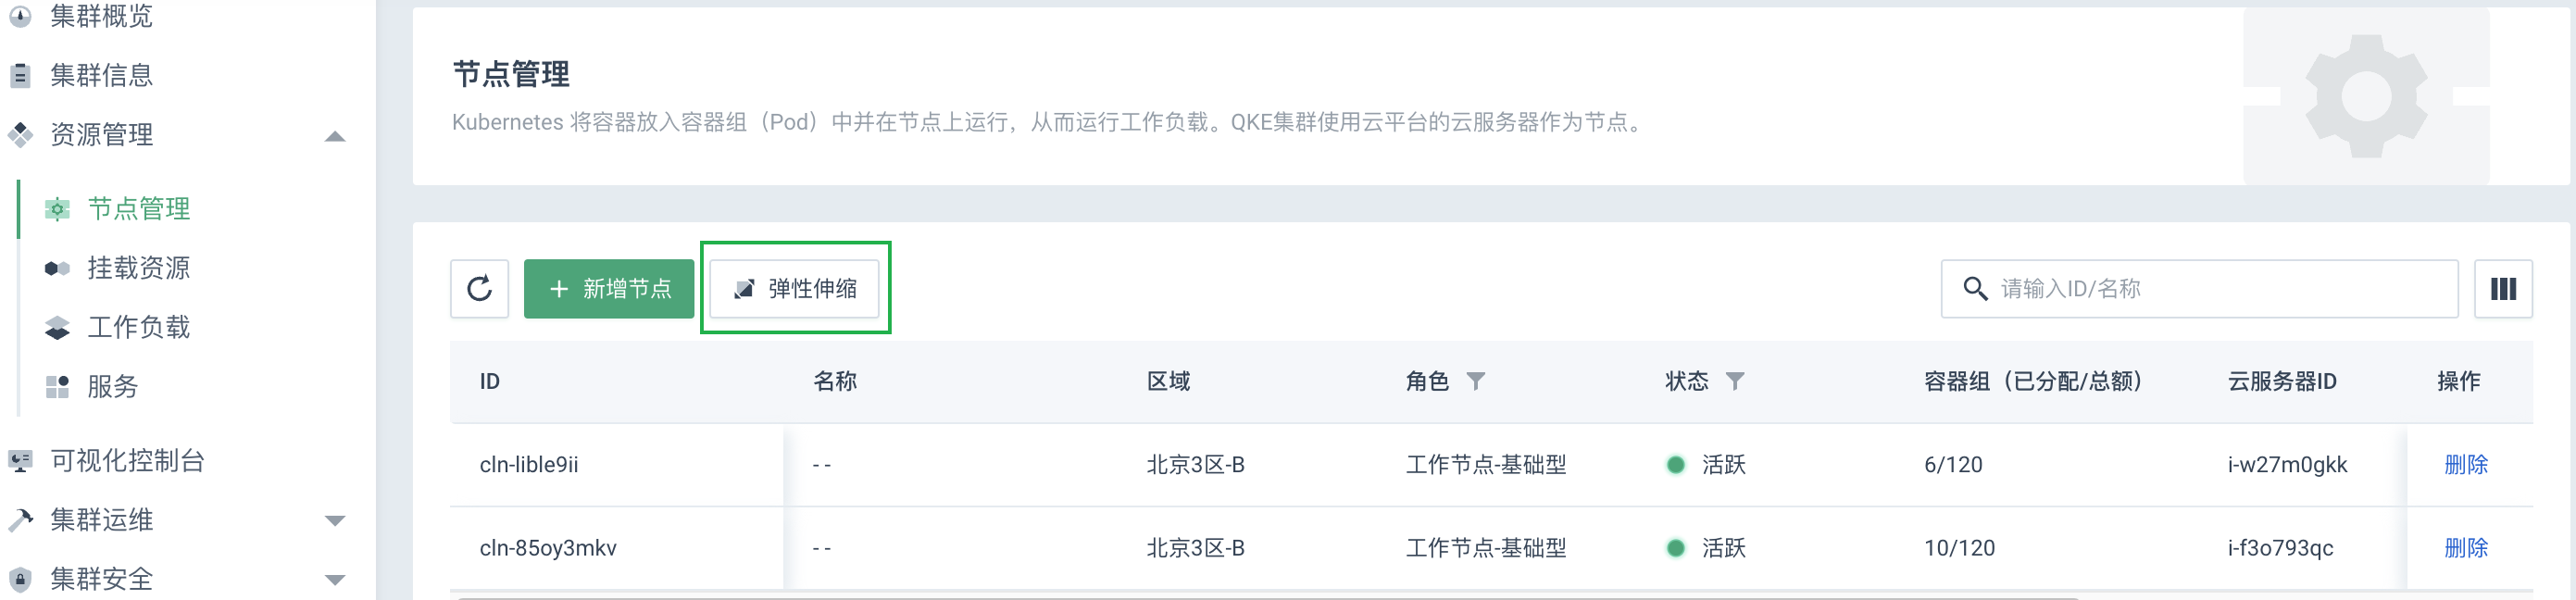 集群概览
集群信息
资源管理
节点管理
挂载资源
工作负载
服务
可视化控制台
集群运维
集群安全
节点管理
Kubernetes 将容器放入容器组（Pod）中并在节点上运行，从而运行工作负载。QKE集群使用云平台的云服务器作为节点。
新增节点 弹性伸缩 请输入ID/名称
ID 名称 区域 角色 状态 容器组（已分配/总额） 云服务器ID 操作
cln-lible9ii -- 北京3区-B 工作节点-基础型 活跃 6/120 i-w27m0gkk 删除
cln-85oy3mkv -- 北京3区-B 工作节点-基础型 活跃 10/120 i-f3o793qc 删除